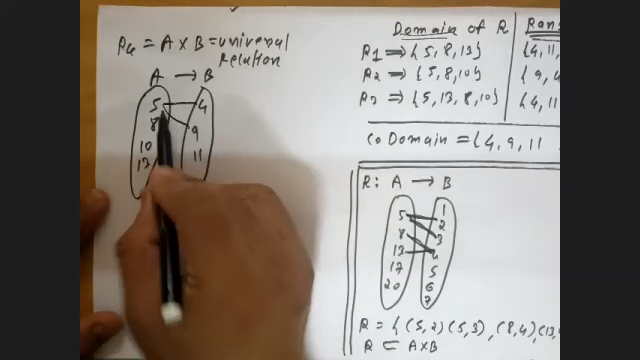 R4 = A × B = universal
Relation
A → B
5
8
10
13
4
9
11
Domain of R
R1 ⇒ {5, 8, 13}
R2 ⇒ {5, 8, 10}
R3 ⇒ {5, 13, 8, 10}
Ran
{4, 11,
{9, 4
{4, 11
Co Domain = {4, 9, 11
R: A → B
5
8
13
17
20
1
2
3
4
5
6
7
R = { (5,2) (5,3), (8,4), (13,
R ⊂ A×B